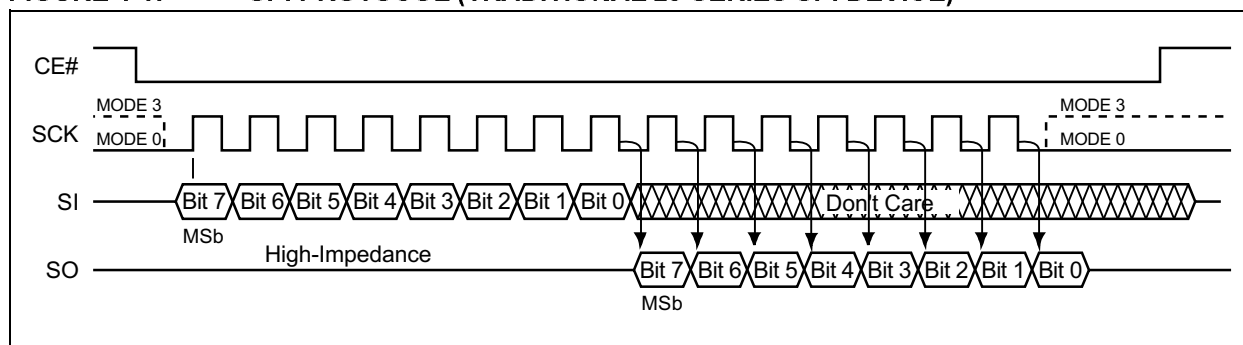 CE#
MODE 3 MODE 3
SCK MODE 0 MODE 0
SI Bit 7 Bit 6 Bit 5 Bit 4 Bit 3 Bit 2 Bit 1 Bit 0 Don't Care
MSb
High-Impedance
SO Bit 7 Bit 6 Bit 5 Bit 4 Bit 3 Bit 2 Bit 1 Bit 0
MSb